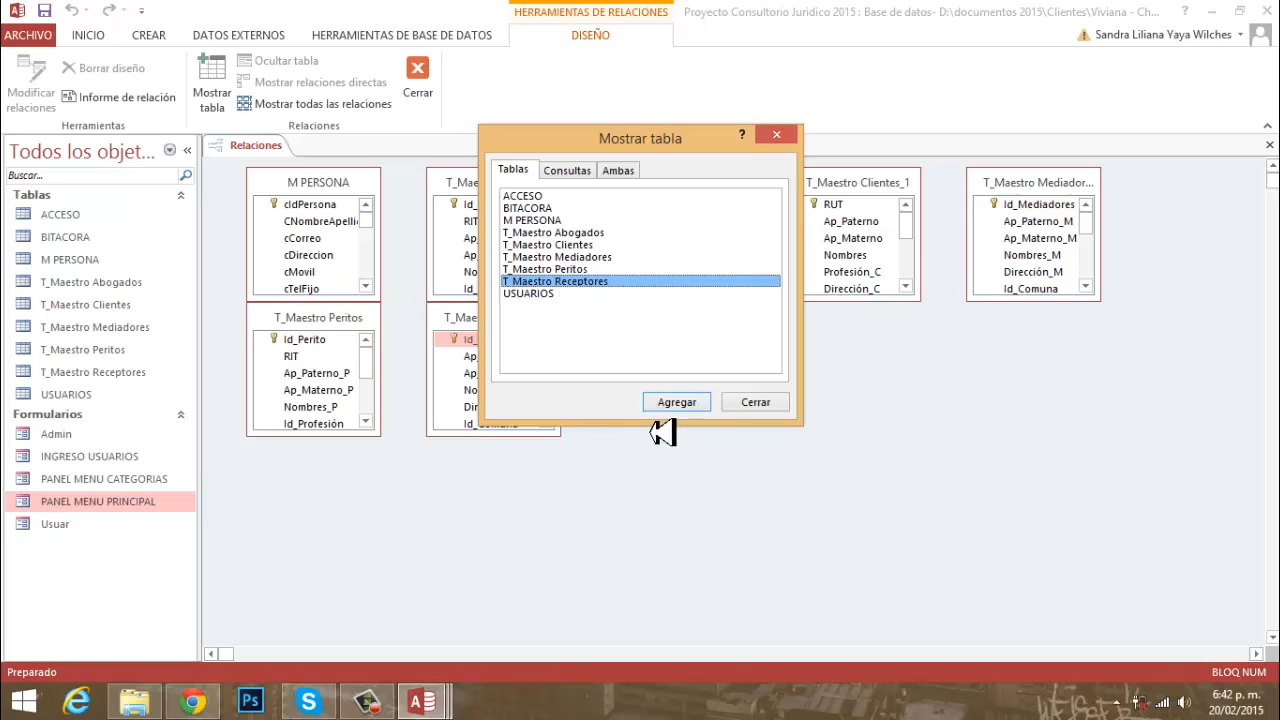 HERRAMIENTAS DE RELACIONES
Proyecto Consultorio Juridico 2015 : Base de datos- D:\documentos 2015\Clientes\Viviana - Ch...
ARCHIVO
INICIO
CREAR
DATOS EXTERNOS
HERRAMIENTAS DE BASE DE DATOS
DISEÑO
Sandra Liliana Yaya Wilches
Modificar
relaciones
Borrar diseño
Informe de relación
Herramientas
Mostrar
tabla
Ocultar tabla
Mostrar relaciones directas
Mostrar todas las relaciones
Cerrar
Relaciones
Todos los objet...
Buscar...
Tablas
ACCESO
BITACORA
M PERSONA
T_Maestro Abogados
T_Maestro Clientes
T_Maestro Mediadores
T_Maestro Peritos
T_Maestro Receptores
USUARIOS
Formularios
Admin
INGRESO USUARIOS
PANEL MENU CATEGORIAS
PANEL MENU PRINCIPAL
Usuar
Relaciones
M PERSONA
cIdPersona
CNombreApelli
cCorreo
cDireccion
cMovil
cTelFijo
T_Maestro Peritos
Id_Perito
RIT
Ap_Paterno_P
Ap_Materno_P
Nombres_P
Id_Profesión
Mostrar tabla
?
Tablas
Consultas
Ambas
ACCESO
BITACORA
M PERSONA
T_Maestro Abogados
T_Maestro Clientes
T_Maestro Mediadores
T_Maestro Peritos
T_Maestro Receptores
USUARIOS
Agregar
Cerrar
T_Maestro Clientes_1
RUT
Ap_Paterno
Ap_Materno
Nombres
Profesión_C
Dirección_C
T_Maestro Mediador...
Id_Mediadores
Ap_Paterno_M
Ap_Materno_M
Nombres_M
Dirección_M
Id_Comuna
Preparado
BLOQ NUM
6:42 p. m.
20/02/2015